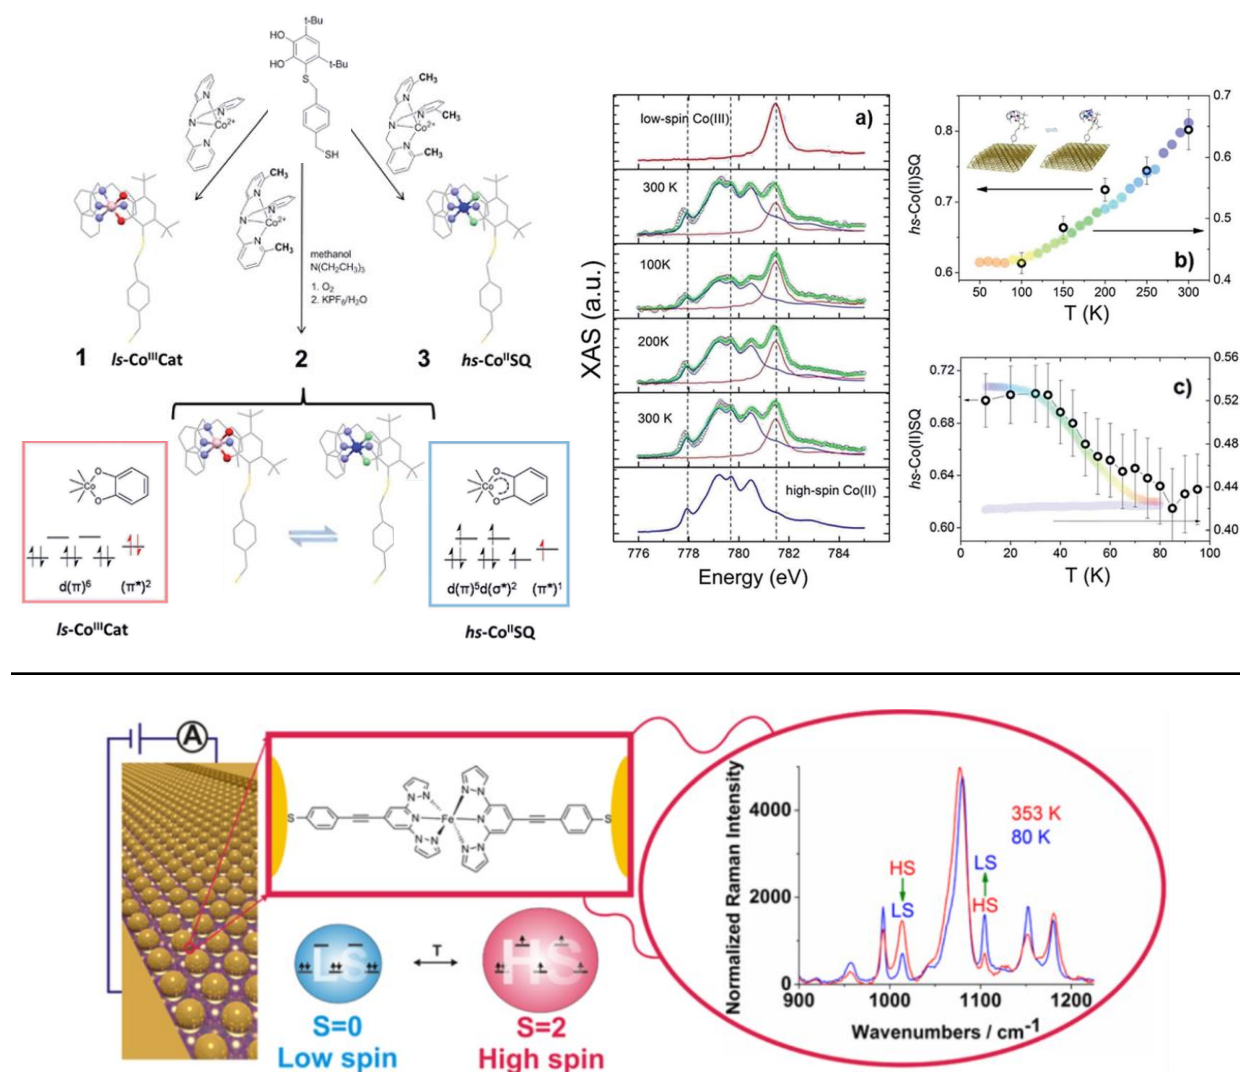 t-Bu
HO
HO
t-Bu
S
SH
N
N
N
N
Co2+
CH3
N
N
N
N
Co2+
CH3
CH3
CH3
N
N
N
N
Co2+
CH3
methanol
N(CH2CH3)3
1. O2
2. KPF6/H2O
1 ls-CoIIICat
2
3 hs-CoIISQ
O
Co
O
d(π)6 (π*)2
ls-CoIIICat
O
Co
O
d(π)5d(σ*)2 (π*)1
hs-CoIISQ
a)
low-spin Co(III)
300 K
100K
200K
300 K
high-spin Co(II)
XAS (a.u.)
776 778 780 782 784
Energy (eV)
0.8
0.7
0.6
hs-Co(II)SQ
0.7
0.6
0.5
0.4
b)
50 100 150 200 250 300
T (K)
0.72
0.68
0.64
0.60
hs-Co(II)SQ
0.56
0.52
0.48
0.44
0.40
c)
0 20 40 60 80 100
T (K)
A
S
N
N
N
N
N
Fe
N
N
N
N
N
S
LS
T
HS
S=0
Low spin
S=2
High spin
Normalized Raman Intensity
4000
2000
0
353 K
80 K
HS
LS
LS
HS
900 1000 1100 1200
Wavenumbers / cm-1